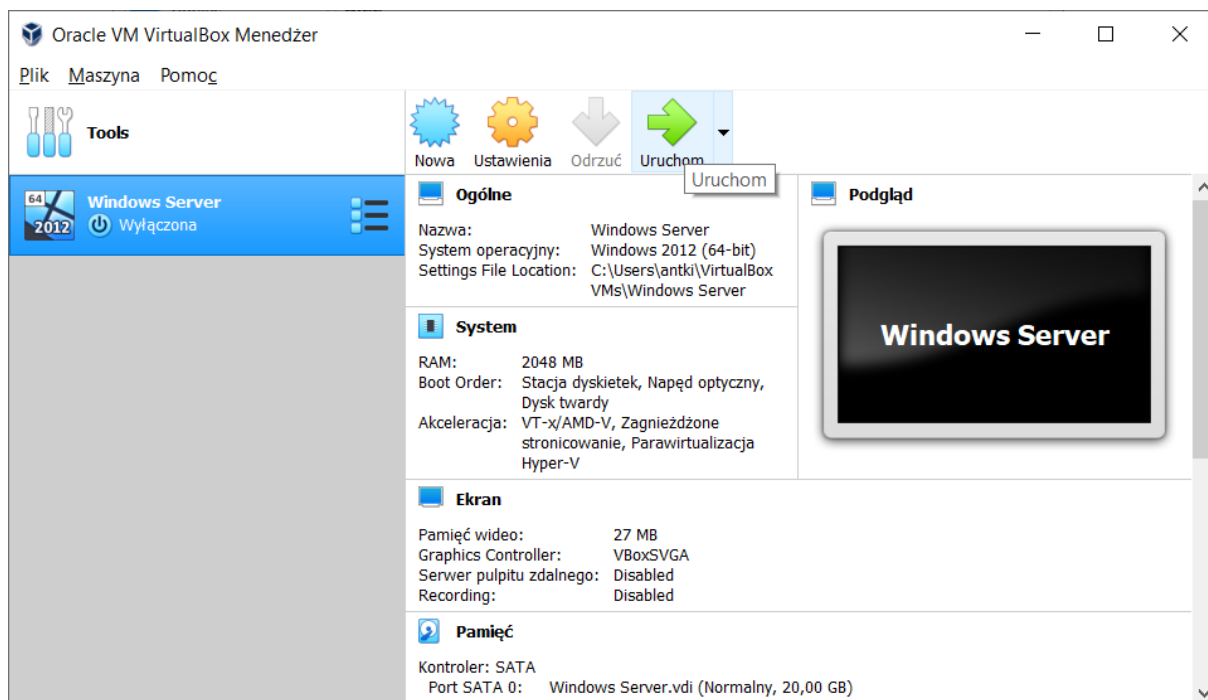 Oracle VM VirtualBox Menedżer
Plik Maszyna Pomoc
Tools
Nowa Ustawienia Odrzuć Uruchom
Uruchom
64
2012
Windows Server
Wyłączona
Ogólne
Nazwa: Windows Server
System operacyjny: Windows 2012 (64-bit)
Settings File Location: C:\Users\antki\VirtualBox
VMs\Windows Server
Podgląd
Windows Server
System
RAM: 2048 MB
Boot Order: Stacja dyskietek, Napęd optyczny,
Dysk twardy
Akceleracja: VT-x/AMD-V, Zagnieżdżone
stronicowanie, Parawirtualizacja
Hyper-V
Ekran
Pamięć wideo: 27 MB
Graphics Controller: VBoxSVGA
Serwer pulpitu zdalnego: Disabled
Recording: Disabled
Pamięć
Kontroler: SATA
Port SATA 0: Windows Server.vdi (Normalny, 20,00 GB)